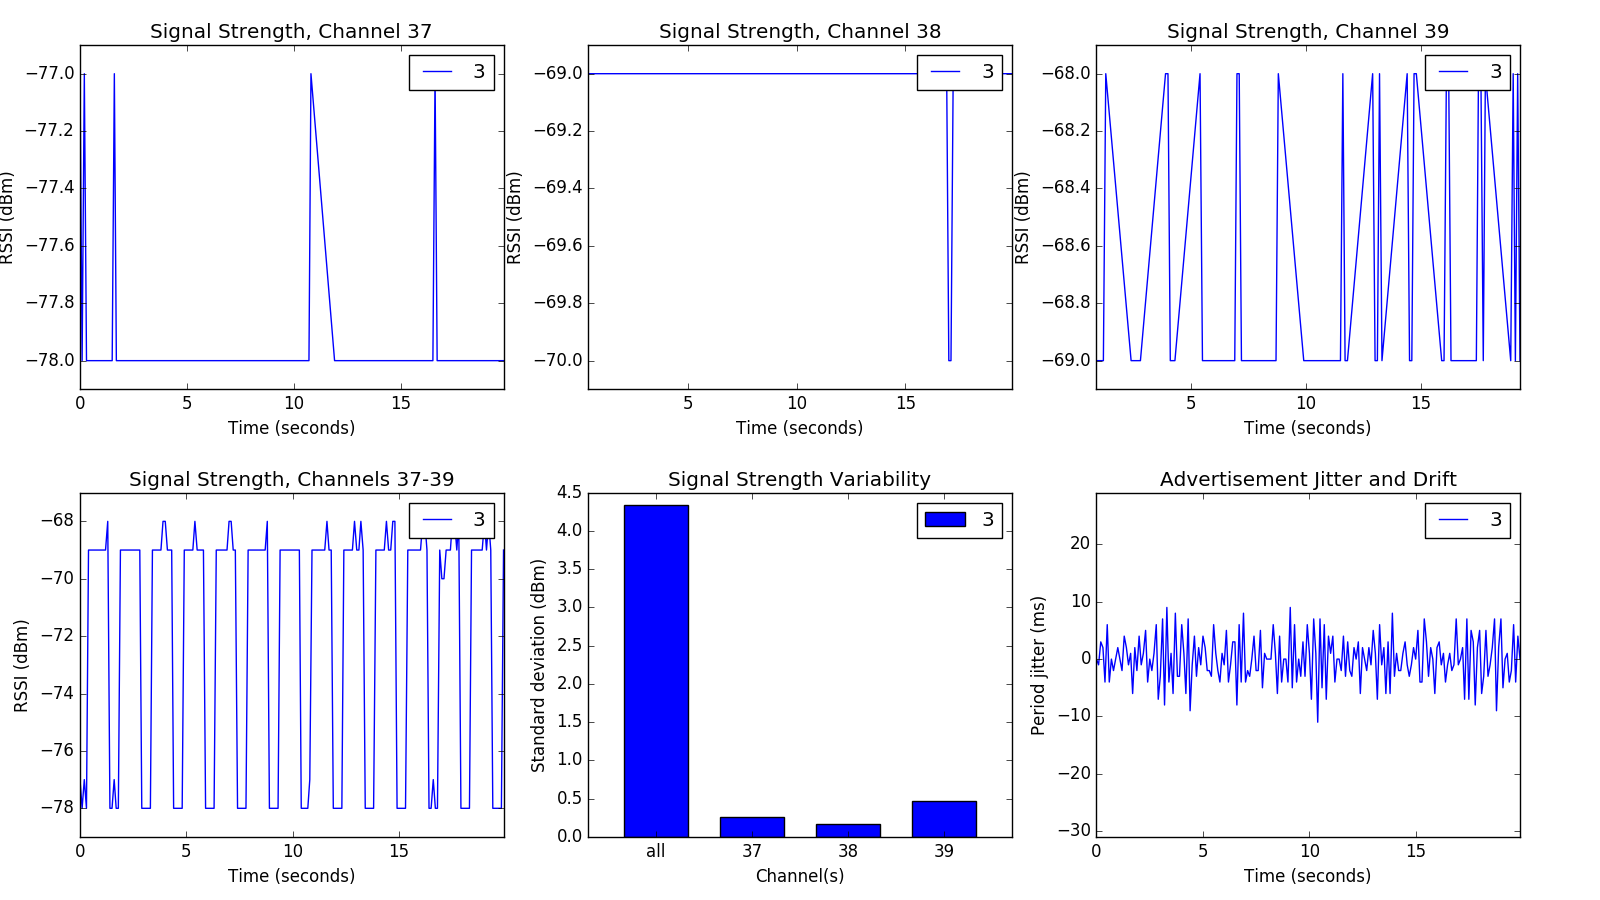 Signal Strength, Channel 37
3
−77.0
−77.2
−77.4
−77.6
−77.8
−78.0
RSSI (dBm)
0 5 10 15
Time (seconds)
Signal Strength, Channel 38
3
−69.0
−69.2
−69.4
−69.6
−69.8
−70.0
RSSI (dBm)
5 10 15
Time (seconds)
Signal Strength, Channel 39
3
−68.0
−68.2
−68.4
−68.6
−68.8
−69.0
RSSI (dBm)
5 10 15
Time (seconds)
Signal Strength, Channels 37-39
3
−68
−70
−72
−74
−76
−78
RSSI (dBm)
0 5 10 15
Time (seconds)
Signal Strength Variability
3
4.5
4.0
3.5
3.0
2.5
2.0
1.5
1.0
0.5
0.0
Standard deviation (dBm)
all 37 38 39
Channel(s)
Advertisement Jitter and Drift
3
20
10
0
−10
−20
−30
Period jitter (ms)
0 5 10 15
Time (seconds)